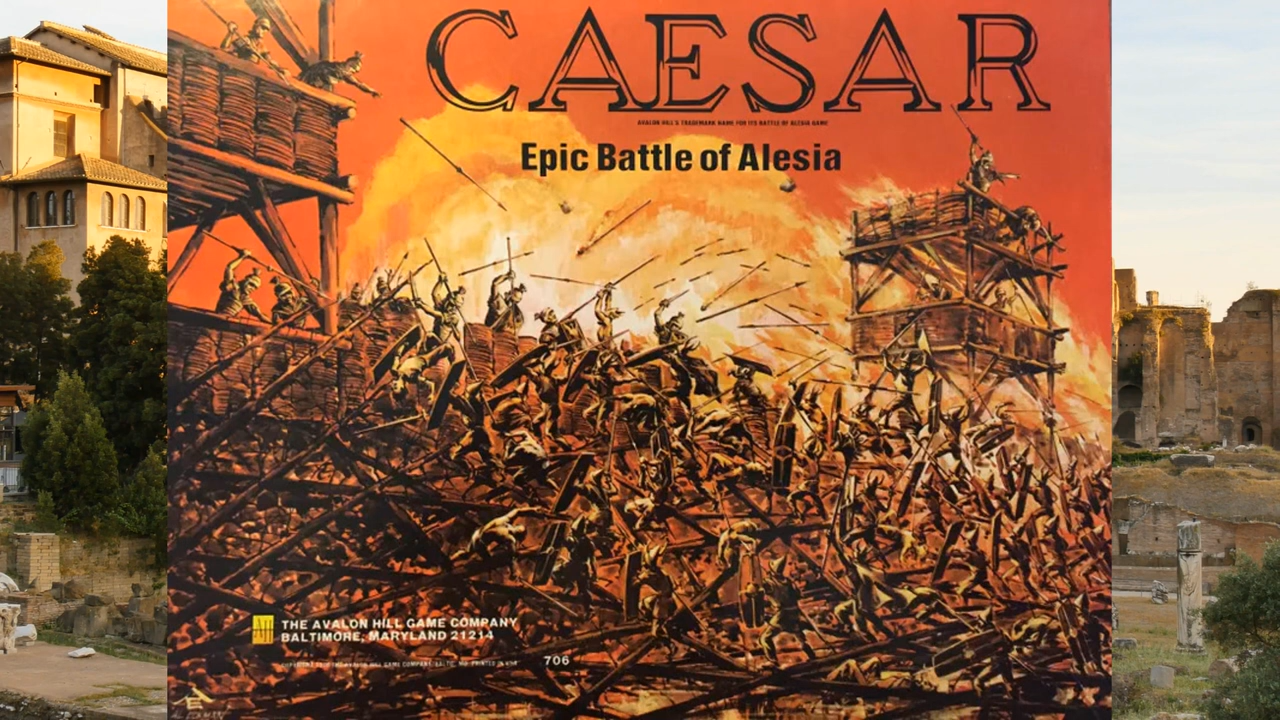 CAESAR
AVALON HILL'S TRADEMARK NAME FOR ITS BATTLE OF ALESIA GAME
Epic Battle of Alesia
THE AVALON HILL GAME COMPANY
BALTIMORE, MARYLAND 21214
706